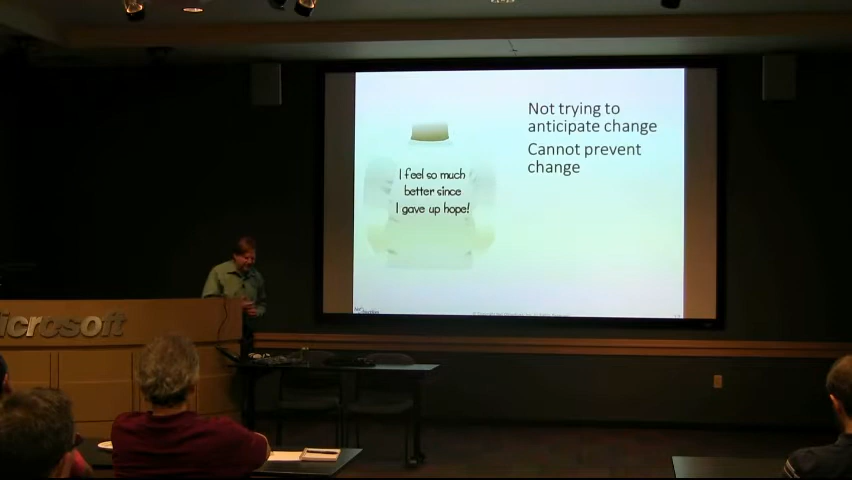 Not trying to
anticipate change
Cannot prevent
change
I feel so much
better since
I gave up hope!
icrosoft